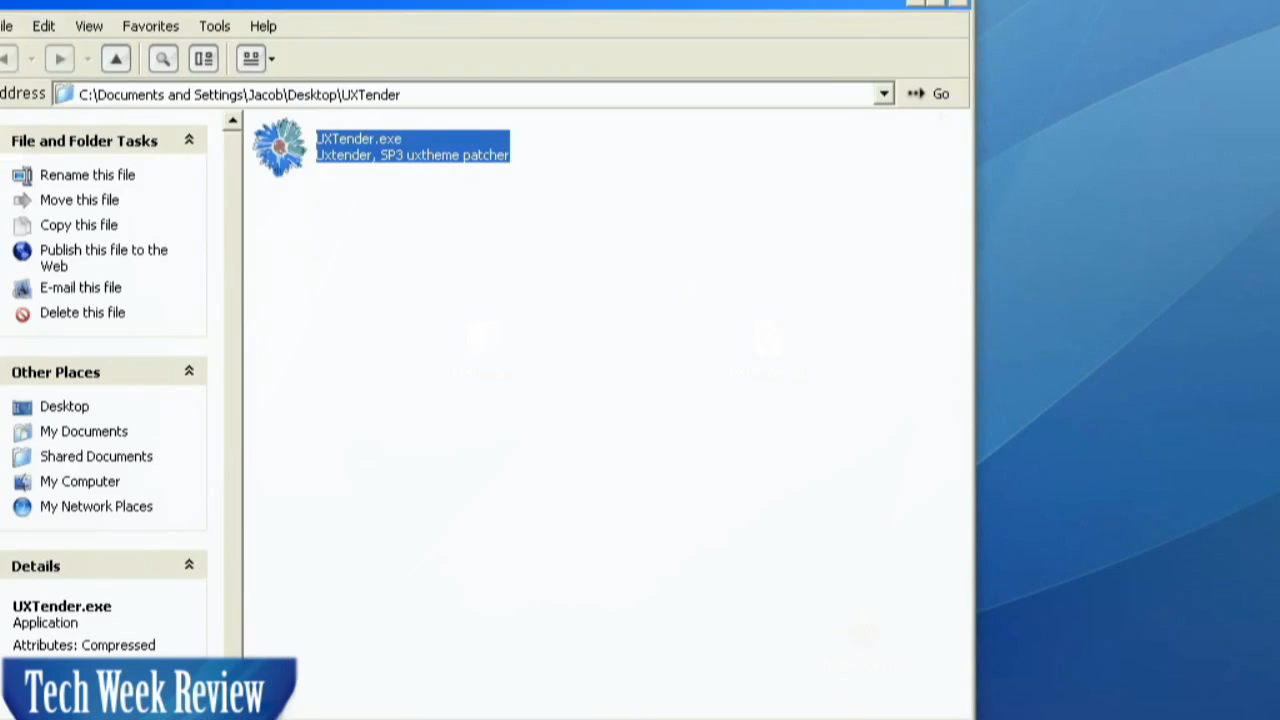 ile Edit View Favorites Tools Help
ddress C:\Documents and Settings\Jacob\Desktop\UXTender Go
File and Folder Tasks
Rename this file
Move this file
Copy this file
Publish this file to the
Web
E-mail this file
Delete this file
Other Places
Desktop
My Documents
Shared Documents
My Computer
My Network Places
Details
UXTender.exe
Application
Attributes: Compressed
UXTender.exe
Uxtender, SP3 uxtheme patcher
Tech Week Review